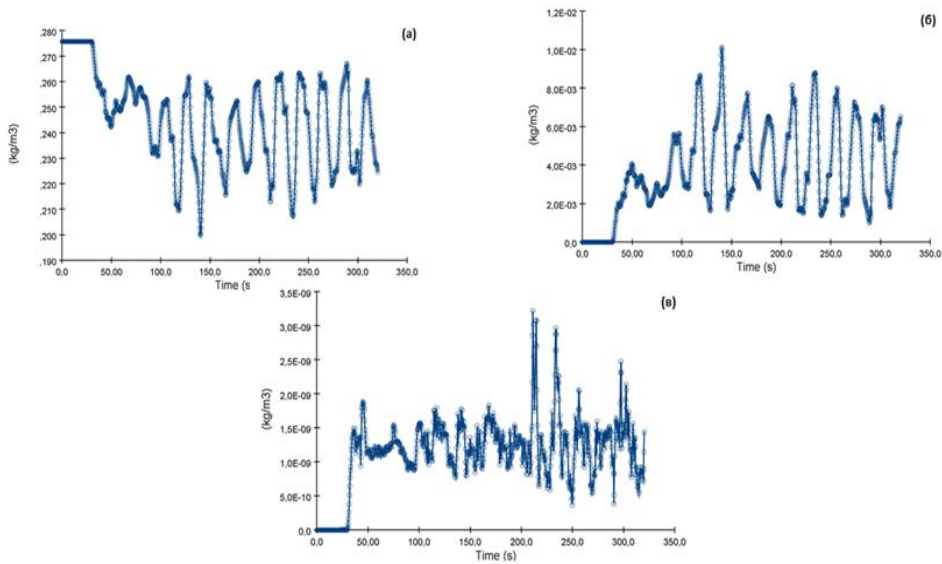 (а)
(kg/m3)
,280
,270
,260
,250
,240
,230
,220
,210
,200
,190
0,0 50,00 100,0 150,0 200,0 250,0 300,0 350,0
Time (s
(б)
(kg/m3)
1,2E-02
1,0E-02
8,0E-03
6,0E-03
4,0E-03
2,0E-03
0,0
0,0 50,00 100,0 150,0 200,0 250,0 300,0 350,0
Time (s)
(в)
(kg/m3)
3,5E-09
3,0E-09
2,5E-09
2,0E-09
1,5E-09
1,0E-09
5,0E-10
0,0
0,0 50,00 100,0 150,0 200,0 250,0 300,0 350,0
Time (s)